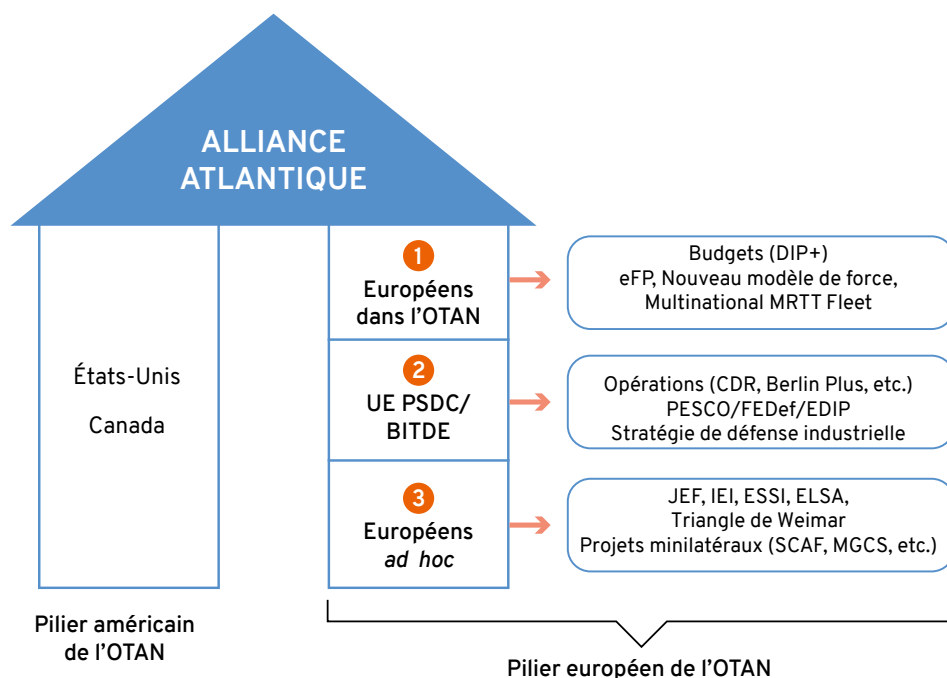 ALLIANCE
ATLANTIQUE
États-Unis
Canada
Pilier américain
de l'OTAN
1
Européens
dans l'OTAN
Budgets (DIP+)
eFP, Nouveau modèle de force,
Multinational MRTT Fleet
2
UE PSDC/
BITDE
Opérations (CDR, Berlin Plus, etc.)
PESCO/FEDef/EDIP
Stratégie de défense industrielle
3
Européens
ad hoc
JEF, IEI, ESSI, ELSA,
Triangle de Weimar
Projets minilatéraux (SCAF, MGCS, etc.)
Pilier européen de l'OTAN